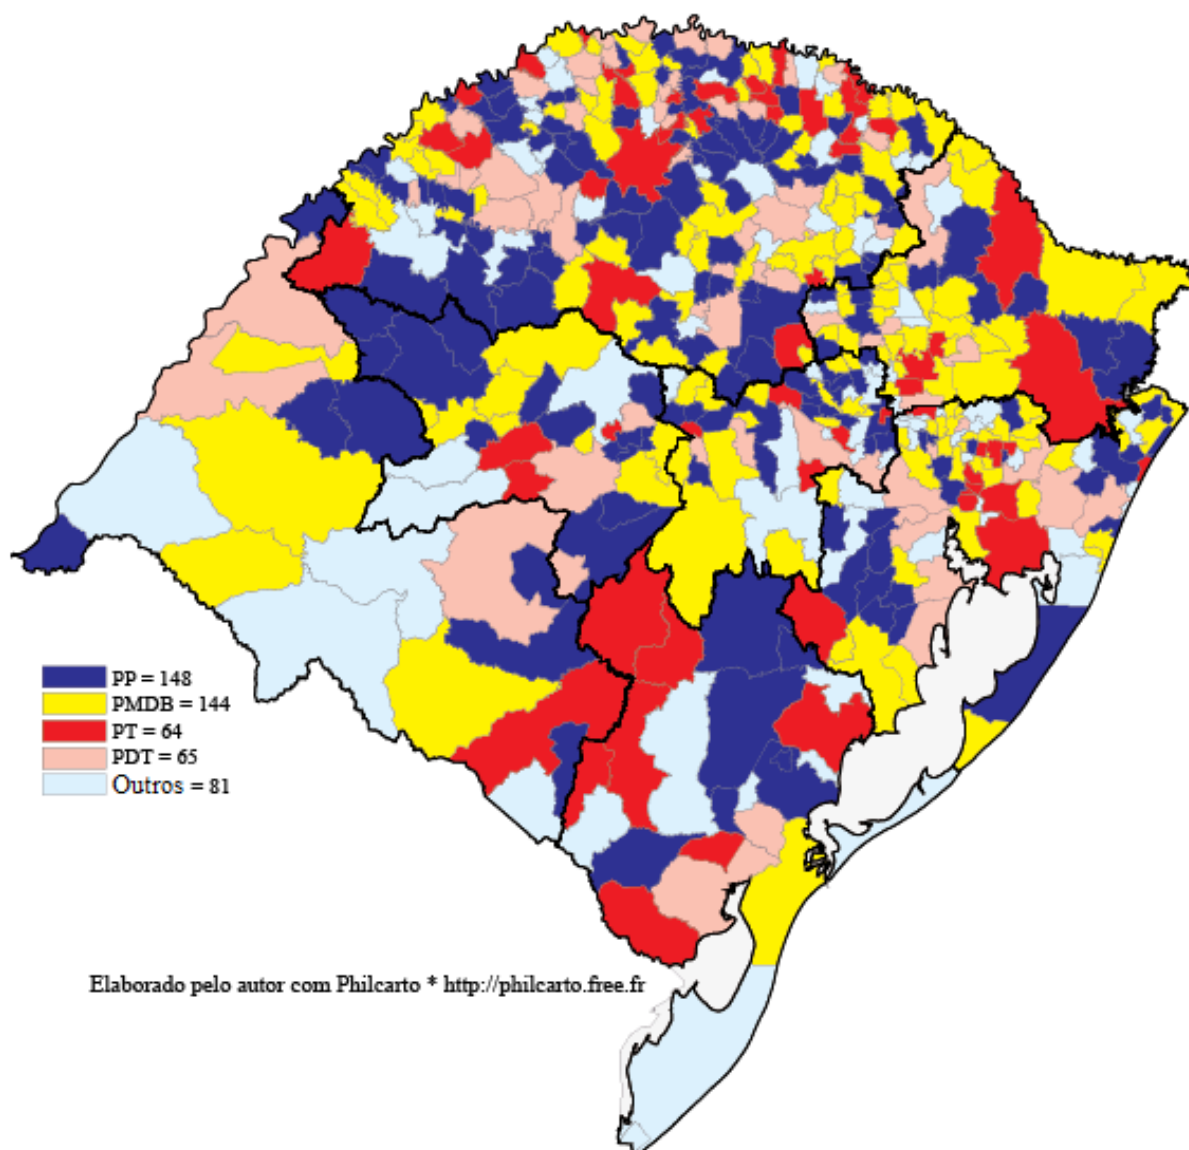 PP = 148
PMDB = 144
PT = 64
PDT = 65
Outros = 81
Elaborado pelo autor com Philcarto * http://philcarto.free.fr